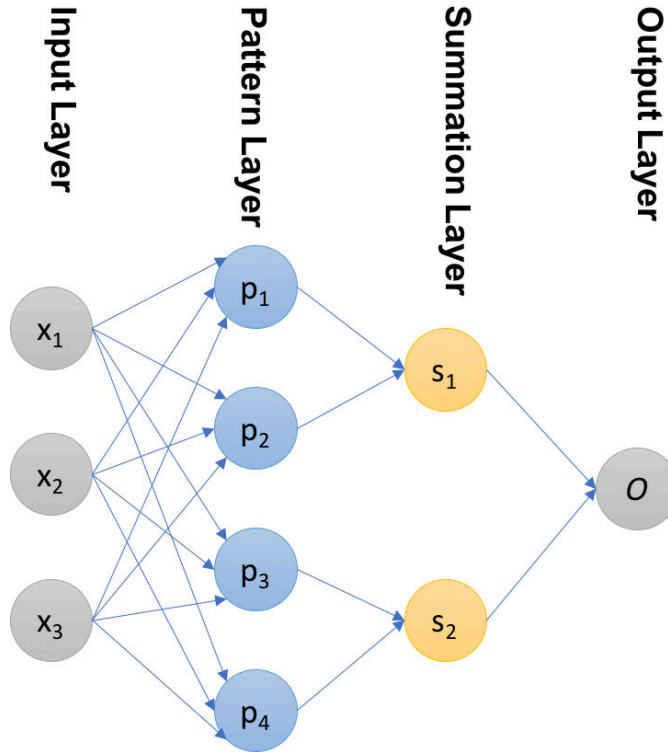 Input Layer
Pattern Layer
Summation Layer
Output Layer
x₁
x₂
x₃
p₁
p₂
p₃
p₄
s₁
s₂
O